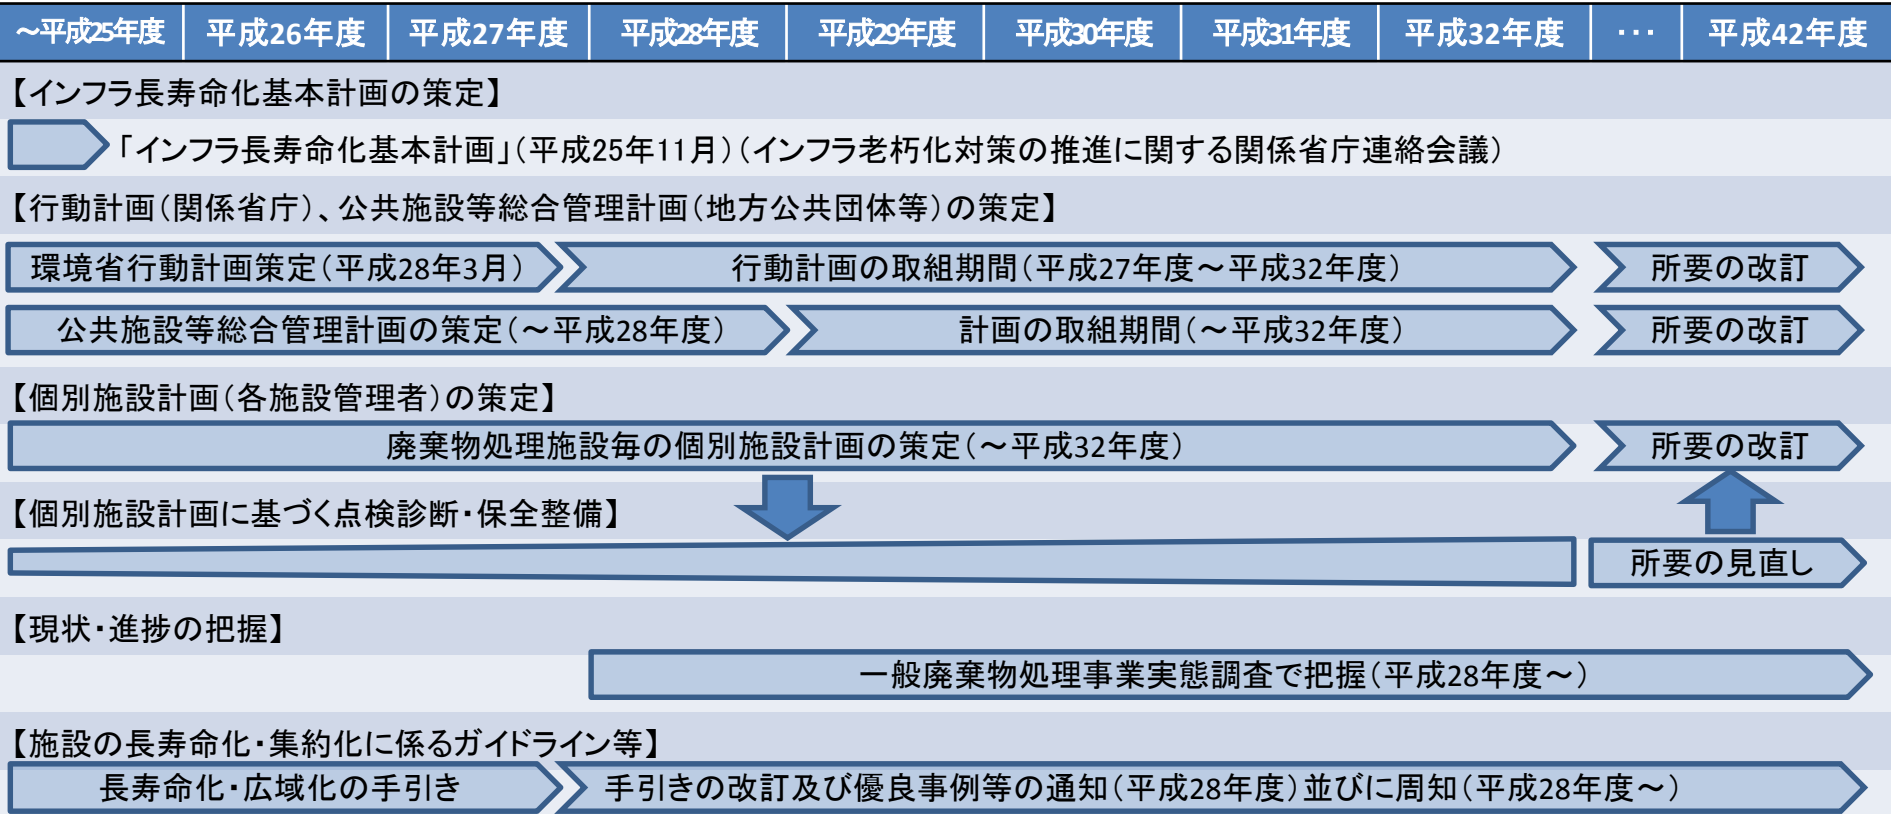 ～平成25年度 平成26年度 平成27年度 平成28年度 平成29年度 平成30年度 平成31年度 平成32年度 ･･･ 平成42年度
【インフラ長寿命化基本計画の策定】
「インフラ長寿命化基本計画」（平成25年11月）（インフラ老朽化対策の推進に関する関係省庁連絡会議）
【行動計画（関係省庁）、公共施設等総合管理計画（地方公共団体等）の策定】
環境省行動計画策定（平成28年3月） 行動計画の取組期間（平成27年度～平成32年度） 所要の改訂
公共施設等総合管理計画の策定（～平成28年度） 計画の取組期間（～平成32年度） 所要の改訂
【個別施設計画（各施設管理者）の策定】
廃棄物処理施設毎の個別施設計画の策定（～平成32年度） 所要の改訂
【個別施設計画に基づく点検診断・保全整備】
所要の見直し
【現状・進捗の把握】
一般廃棄物処理事業実態調査で把握（平成28年度～）
【施設の長寿命化・集約化に係るガイドライン等】
長寿命化・広域化の手引き 手引きの改訂及び優良事例等の通知（平成28年度）並びに周知（平成28年度～）